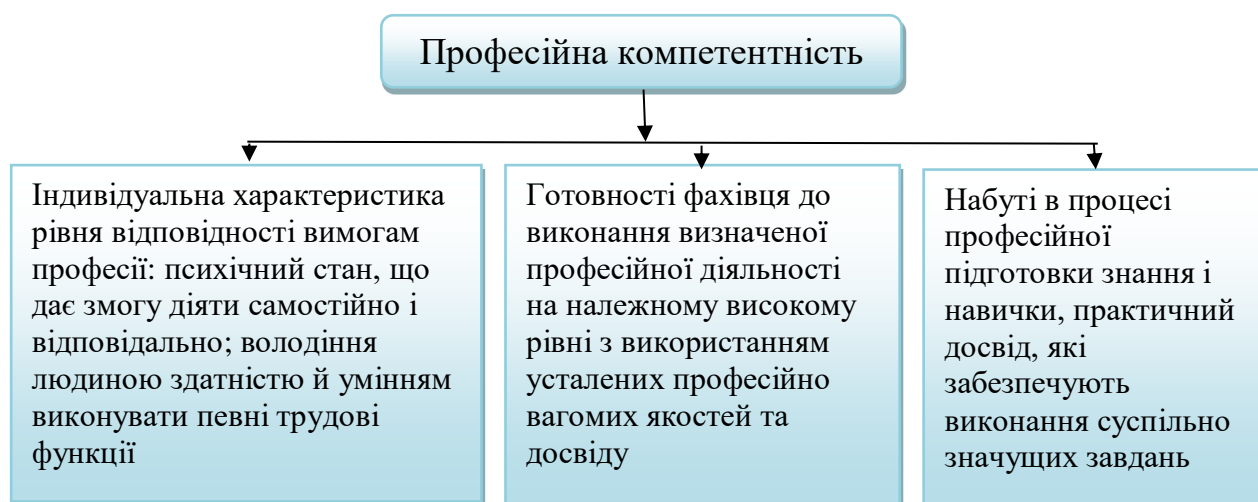 Професійна компетентність
Індивідуальна характеристика
рівня відповідності вимогам
професії: психічний стан, що
дає змогу діяти самостійно і
відповідально; володіння
людиною здатністю й умінням
виконувати певні трудові
функції
Готовності фахівця до
виконання визначеної
професійної діяльності
на належному високому
рівні з використанням
усталених професійно
вагомих якостей та
досвіду
Набуті в процесі
професійної
підготовки знання і
навички, практичний
досвід, які
забезпечують
виконання суспільно
значущих завдань